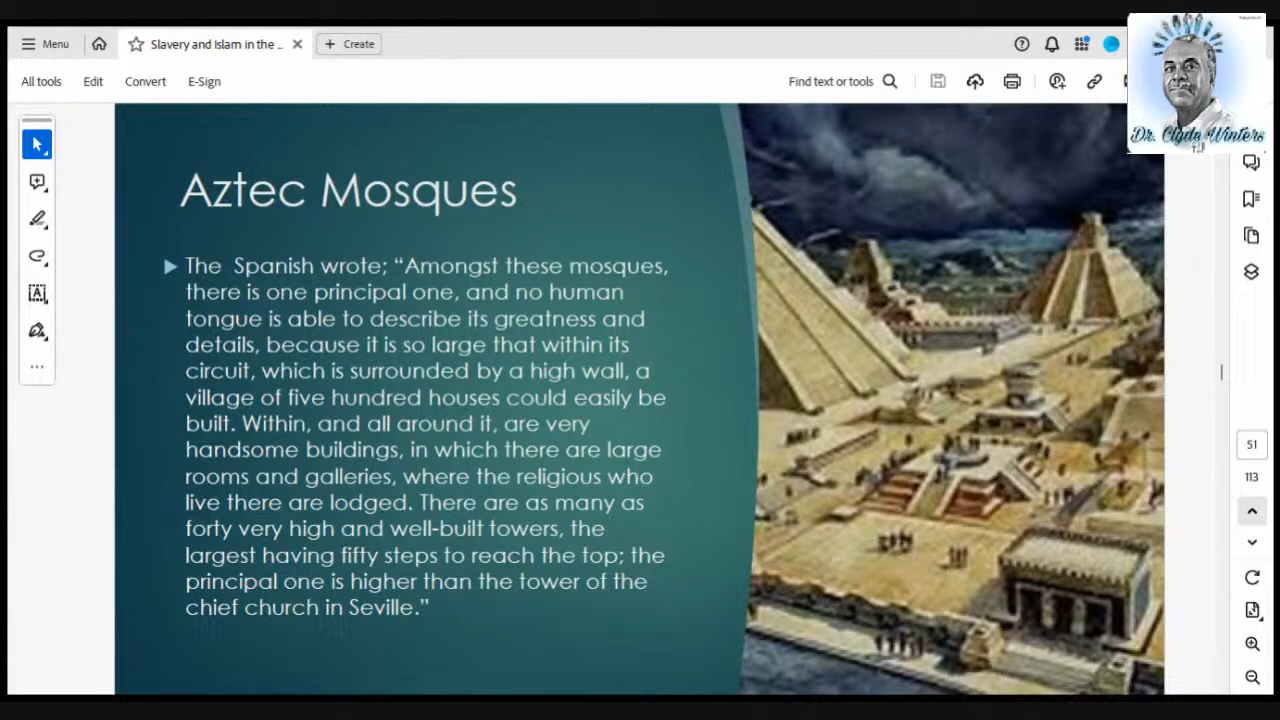 Menu
Slavery and Islam in the ...
Create
All tools
Edit
Convert
E-Sign
Find text or tools
Dr. Clyde Winters
Aztec Mosques
The Spanish wrote; “Amongst these mosques,
there is one principal one, and no human
tongue is able to describe its greatness and
details, because it is so large that within its
circuit, which is surrounded by a high wall, a
village of five hundred houses could easily be
built. Within, and all around it, are very
handsome buildings, in which there are large
rooms and galleries, where the religious who
live there are lodged. There are as many as
forty very high and well-built towers, the
largest having fifty steps to reach the top; the
principal one is higher than the tower of the
chief church in Seville.”
51
113